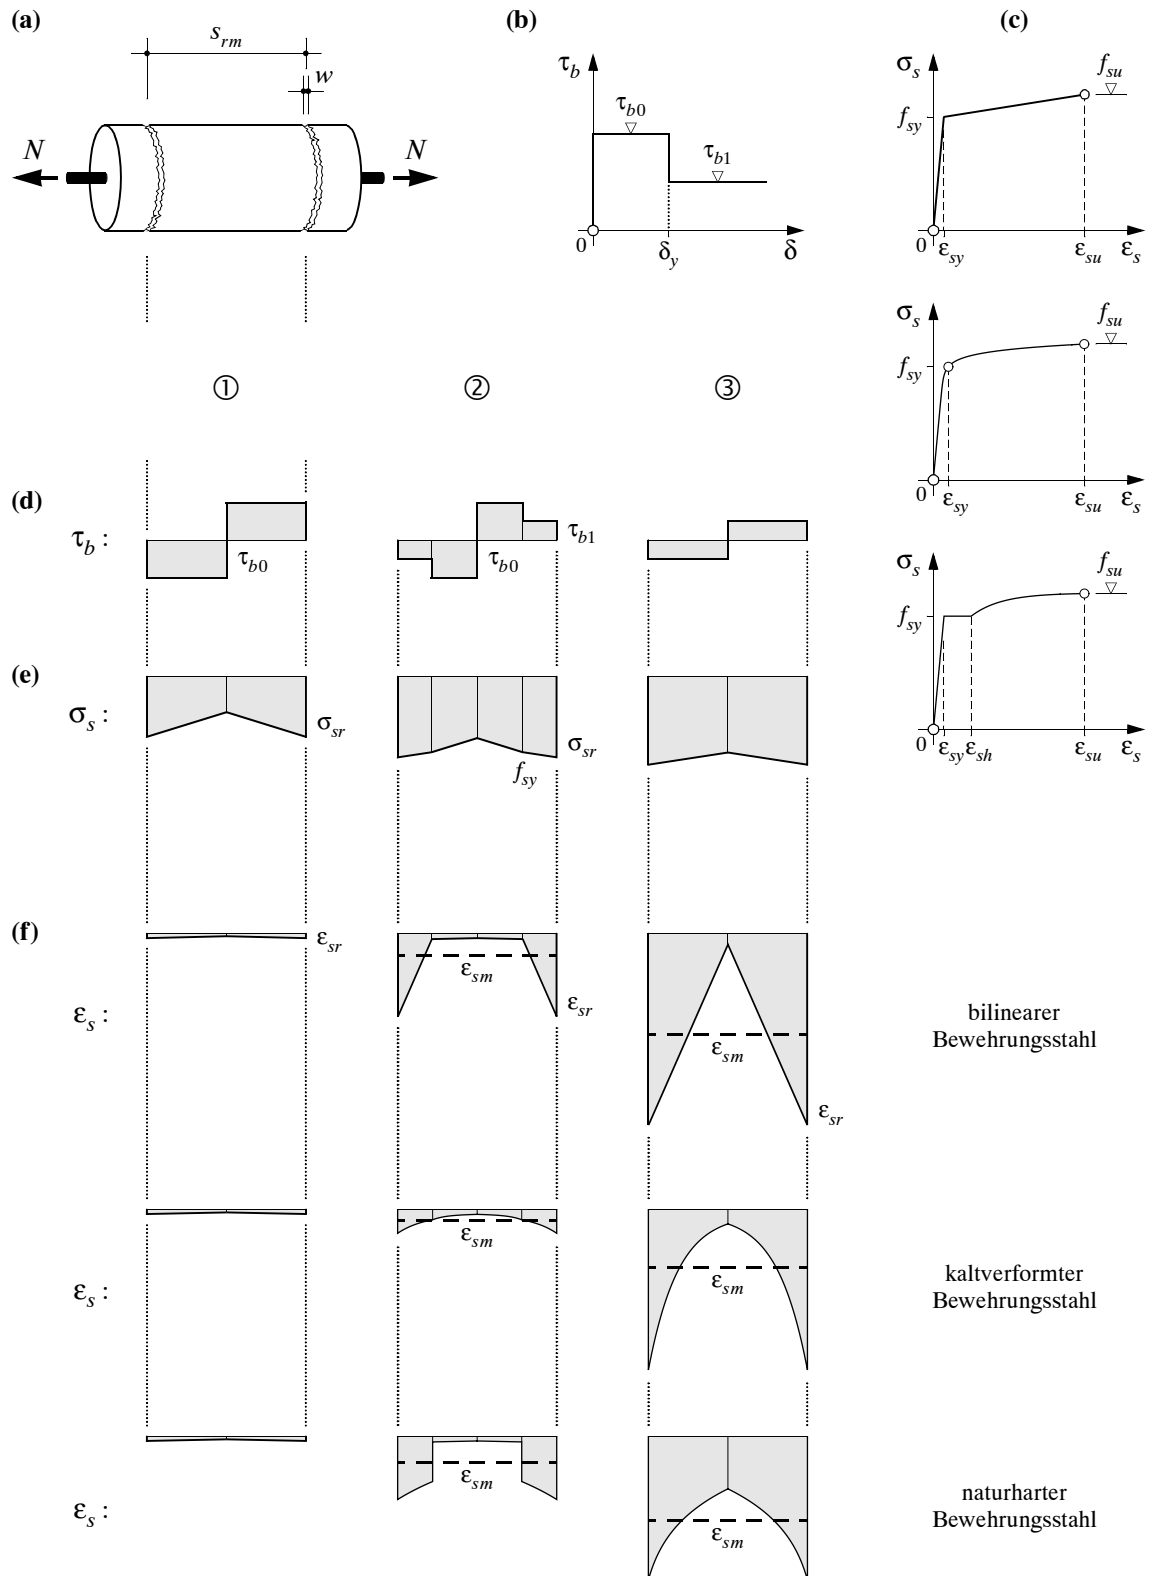 (a)
s_rm
w
N
N
(b)
τ_b
τ_b0
τ_b1
0
δ_y
δ
(c)
σ_s
f_su
f_sy
0
ε_sy
ε_su
ε_s
σ_s
f_su
f_sy
0
ε_sy
ε_su
ε_s
σ_s
f_su
f_sy
0
ε_sy
ε_sh
ε_su
ε_s
①
②
③
(d)
τ_b :
τ_b0
τ_b0
τ_b1
(e)
σ_s :
σ_sr
σ_sr
f_sy
(f)
ε_s :
ε_sr
ε_sm
ε_sr
ε_sm
ε_sr
bilinearer
Bewehrungsstahl
ε_s :
ε_sm
ε_sm
kaltverformter
Bewehrungsstahl
ε_s :
ε_sm
ε_sm
naturharter
Bewehrungsstahl